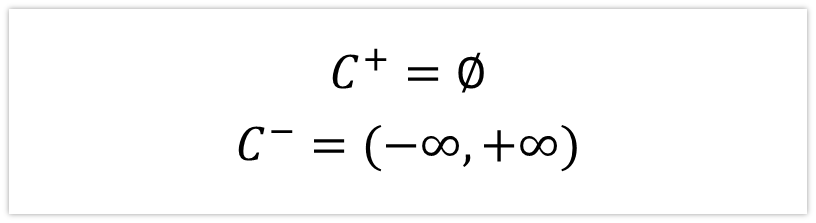 C⁺ = ∅
C⁻ = (−∞, +∞)